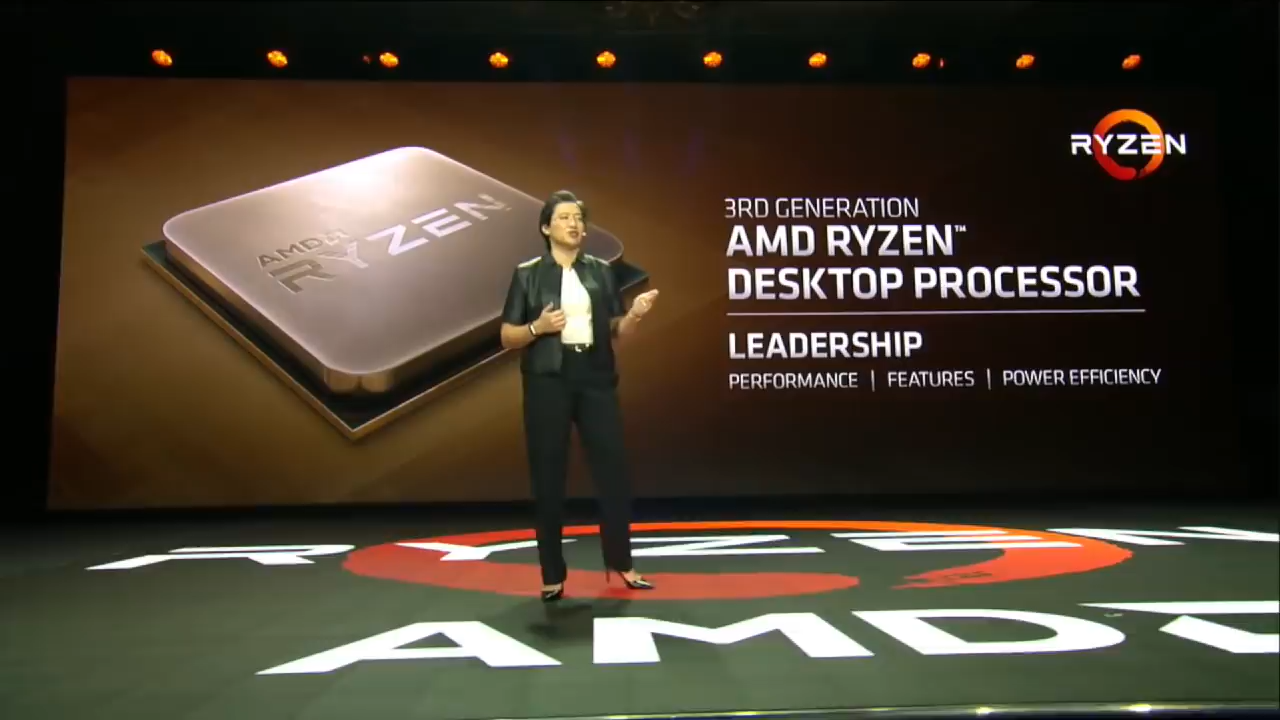 RYZEN
AMD
RYZEN
3RD GENERATION
AMD RYZEN™
DESKTOP PROCESSOR
LEADERSHIP
PERFORMANCE | FEATURES | POWER EFFICIENCY
RYZEN
AMD